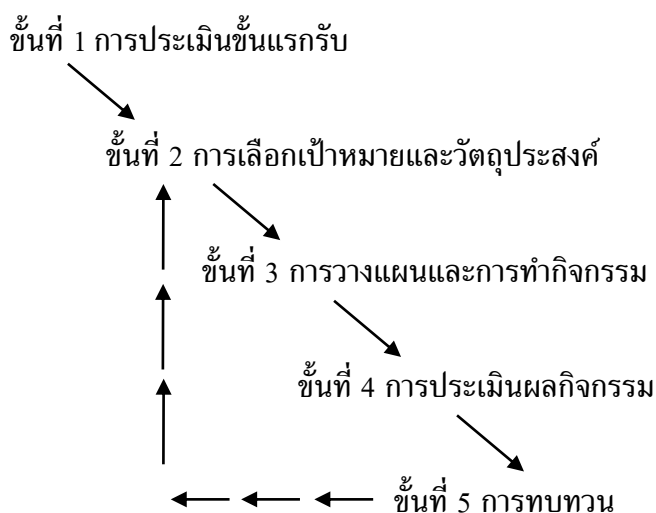 ขั้นที่ 1 การประเมินขั้นแรกรับ
ขั้นที่ 2 การเลือกเป้าหมายและวัตถุประสงค์
ขั้นที่ 3 การวางแผนและการทำกิจกรรม
ขั้นที่ 4 การประเมินผลกิจกรรม
ขั้นที่ 5 การทบทวน